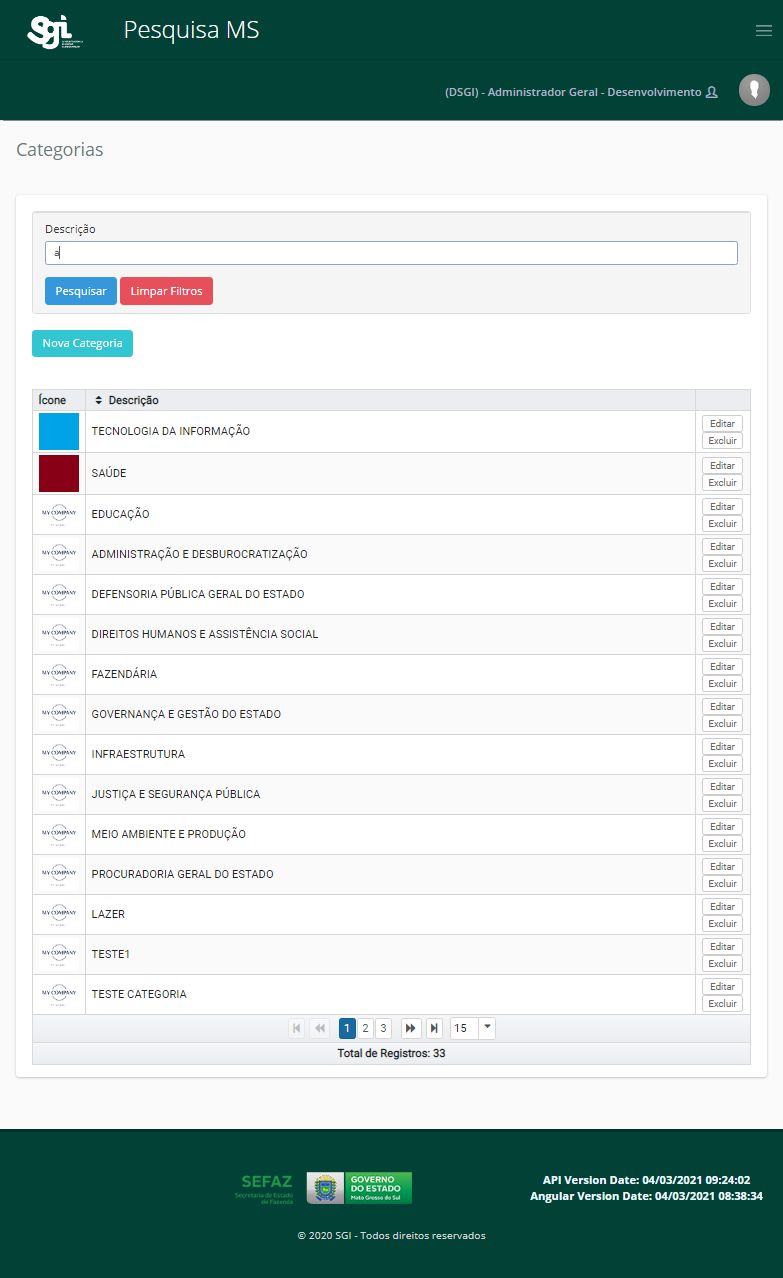 Sgi
Pesquisa MS
(DSGI) - Administrador Geral - Desenvolvimento
Categorias
Descrição
a
Pesquisar Limpar Filtros
Nova Categoria
Ícone Descrição
TECNOLOGIA DA INFORMAÇÃO Editar
Excluir
SAÚDE Editar
Excluir
MY COMPANY EDUCAÇÃO Editar
Excluir
MY COMPANY ADMINISTRAÇÃO E DESBUROCRATIZAÇÃO Editar
Excluir
MY COMPANY DEFENSORIA PÚBLICA GERAL DO ESTADO Editar
Excluir
MY COMPANY DIREITOS HUMANOS E ASSISTÊNCIA SOCIAL Editar
Excluir
MY COMPANY FAZENDÁRIA Editar
Excluir
MY COMPANY GOVERNANÇA E GESTÃO DO ESTADO Editar
Excluir
MY COMPANY INFRAESTRUTURA Editar
Excluir
MY COMPANY JUSTIÇA E SEGURANÇA PÚBLICA Editar
Excluir
MY COMPANY MEIO AMBIENTE E PRODUÇÃO Editar
Excluir
MY COMPANY PROCURADORIA GERAL DO ESTADO Editar
Excluir
MY COMPANY LAZER Editar
Excluir
MY COMPANY TESTE1 Editar
Excluir
MY COMPANY TESTE CATEGORIA Editar
Excluir
1 2 3 15
Total de Registros: 33
SEFAZ
Secretaria de Estado
de Fazenda
GOVERNO
DO ESTADO
Mato Grosso do Sul
API Version Date: 04/03/2021 09:24:02
Angular Version Date: 04/03/2021 08:38:34
© 2020 SGI - Todos direitos reservados